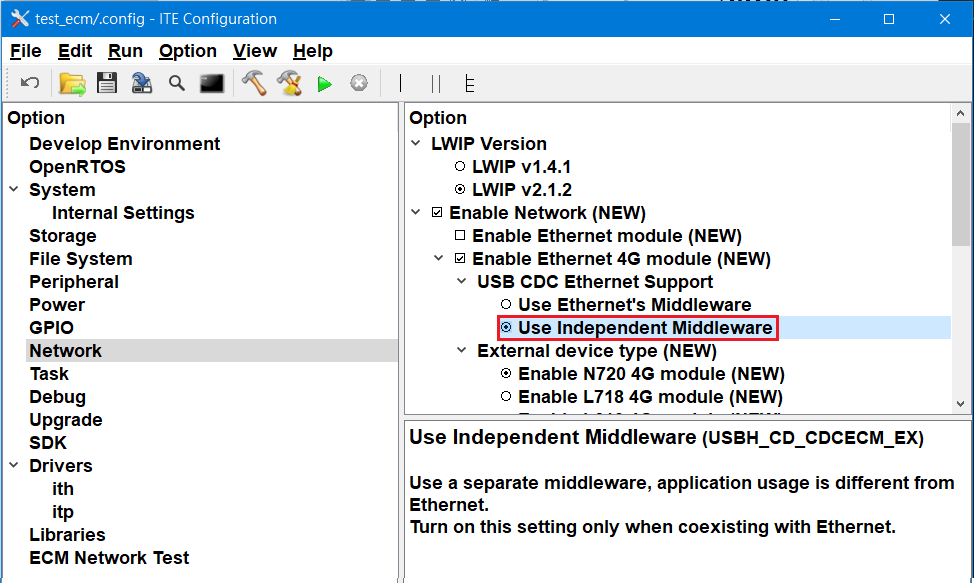 test_ecm/.config - ITE Configuration
File Edit Run Option View Help
Option
Develop Environment
OpenRTOS
System
Internal Settings
Storage
File System
Peripheral
Power
GPIO
Network
Task
Debug
Upgrade
SDK
Drivers
ith
itp
Libraries
ECM Network Test
Option
LWIP Version
LWIP v1.4.1
LWIP v2.1.2
Enable Network (NEW)
Enable Ethernet module (NEW)
Enable Ethernet 4G module (NEW)
USB CDC Ethernet Support
Use Ethernet's Middleware
Use Independent Middleware
External device type (NEW)
Enable N720 4G module (NEW)
Enable L718 4G module (NEW)
Use Independent Middleware (USBH_CD_CDCECM_EX)
Use a separate middleware, application usage is different from
Ethernet.
Turn on this setting only when coexisting with Ethernet.